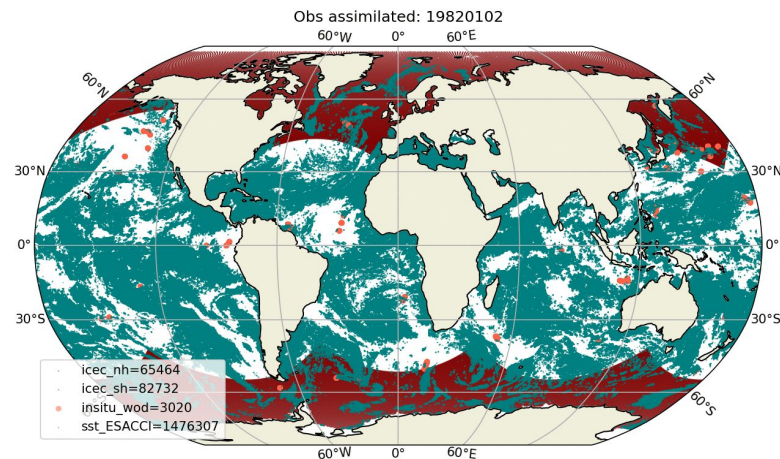 Obs assimilated: 19820102
60°W 0° 60°E
60°N 60°N
30°N 30°N
0° 0°
30°S 30°S
60°S
icec_nh=65464
icec_sh=82732
insitu_wod=3020
sst_ESACCI=1476307
60°W 0° 60°E